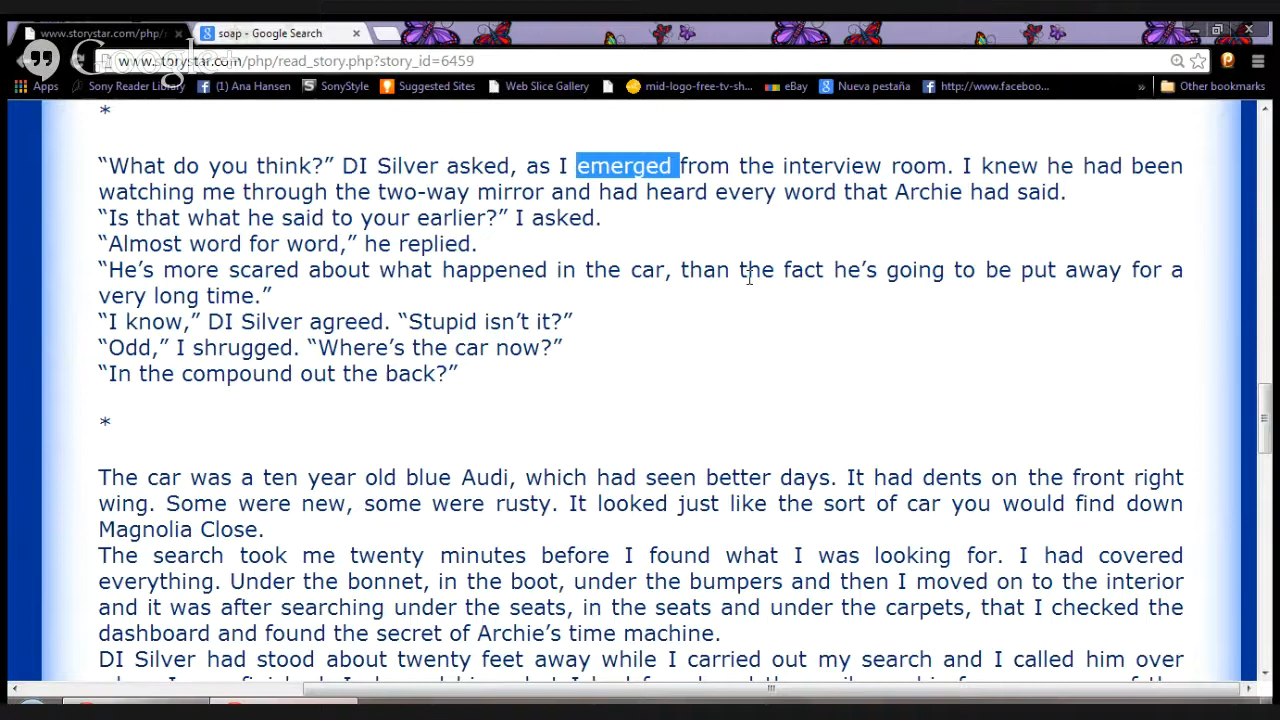 www.storystar.com/php/r
soap - Google Search
Google+
www.storystar.com/php/read_story.php?story_id=6459
Apps
Sony Reader Library
(1) Ana Hansen
SonyStyle
Suggested Sites
Web Slice Gallery
mid-logo-free-tv-sh...
eBay
Nueva pestaña
http://www.faceboo...
»
Other bookmarks
*
“What do you think?” DI Silver asked, as I emerged from the interview room. I knew he had been
watching me through the two-way mirror and had heard every word that Archie had said.
“Is that what he said to your earlier?” I asked.
“Almost word for word,” he replied.
“He’s more scared about what happened in the car, than the fact he’s going to be put away for a
very long time.”
“I know,” DI Silver agreed. “Stupid isn’t it?”
“Odd,” I shrugged. “Where’s the car now?”
“In the compound out the back?”
*
The car was a ten year old blue Audi, which had seen better days. It had dents on the front right
wing. Some were new, some were rusty. It looked just like the sort of car you would find down
Magnolia Close.
The search took me twenty minutes before I found what I was looking for. I had covered
everything. Under the bonnet, in the boot, under the bumpers and then I moved on to the interior
and it was after searching under the seats, in the seats and under the carpets, that I checked the
dashboard and found the secret of Archie’s time machine.
DI Silver had stood about twenty feet away while I carried out my search and I called him over